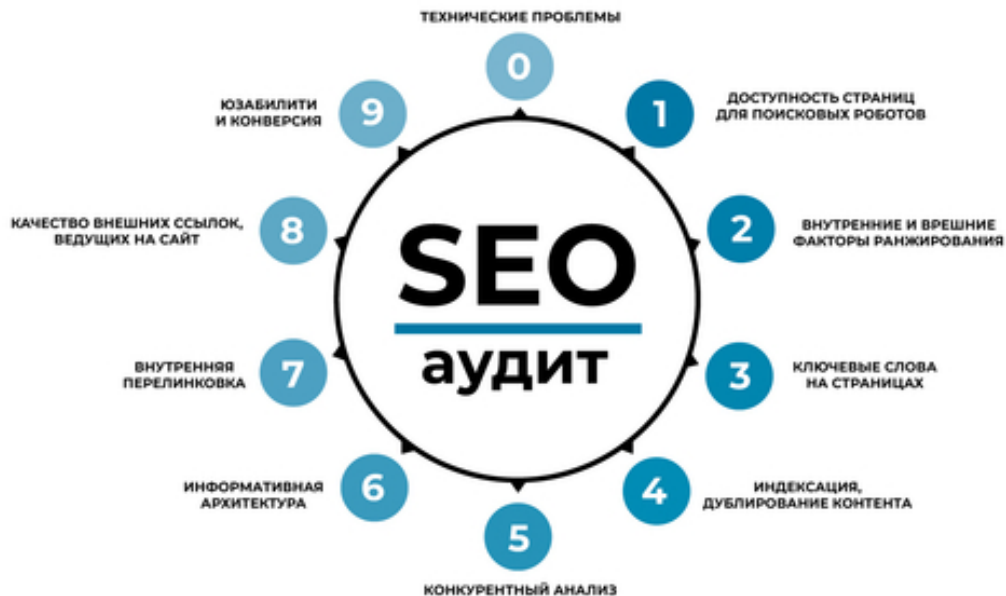 ТЕХНИЧЕСКИЕ ПРОБЛЕМЫ
0
1
ДОСТУПНОСТЬ СТРАНИЦ
ДЛЯ ПОИСКОВЫХ РОБОТОВ
2
ВНУТРЕННИЕ И ВРЕШНИЕ
ФАКТОРЫ РАНЖИРОВАНИЯ
3
КЛЮЧЕВЫЕ СЛОВА
НА СТРАНИЦАХ
4
ИНДЕКСАЦИЯ,
ДУБЛИРОВАНИЕ КОНТЕНТА
5
КОНКУРЕНТНЫЙ АНАЛИЗ
6
ИНФОРМАТИВНАЯ
АРХИТЕКТУРА
7
ВНУТРЕННЯЯ
ПЕРЕЛИНКОВКА
8
КАЧЕСТВО ВНЕШНИХ ССЫЛОК,
ВЕДУЩИХ НА САЙТ
9
ЮЗАБИЛИТИ
И КОНВЕРСИЯ
SEO
аудит